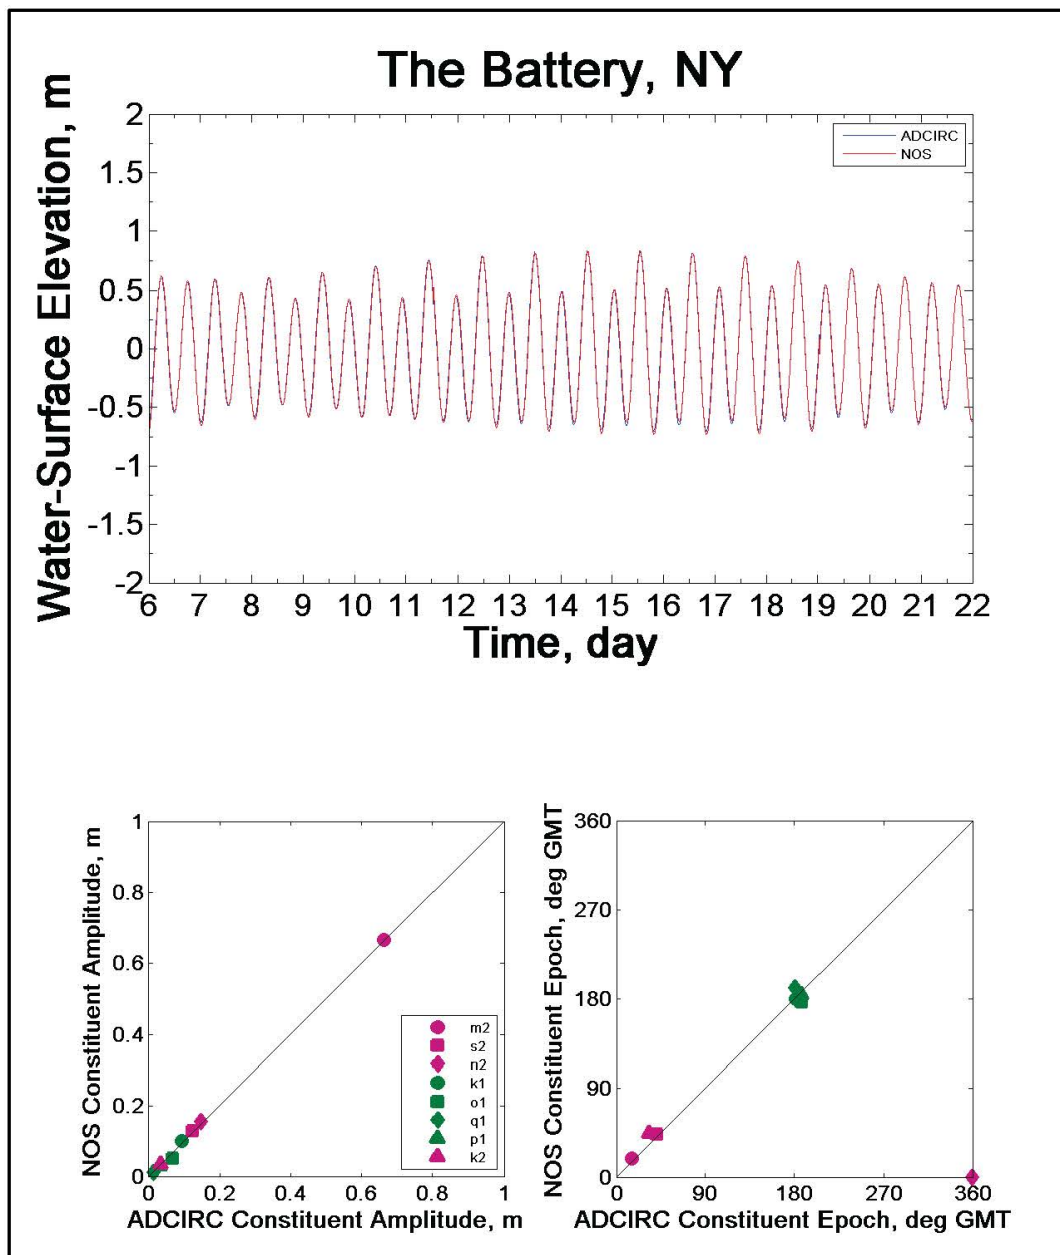 The Battery, NY
Water-Surface Elevation, m
2
1.5
1
0.5
0
-0.5
-1
-1.5
-2
ADCIRC
NOS
6 7 8 9 10 11 12 13 14 15 16 17 18 19 20 21 22
Time, day
NOS Constituent Amplitude, m
1
0.8
0.6
0.4
0.2
0
m2
s2
n2
k1
o1
q1
p1
k2
0 0.2 0.4 0.6 0.8 1
ADCIRC Constituent Amplitude, m
NOS Constituent Epoch, deg GMT
360
270
180
90
0
0 90 180 270 360
ADCIRC Constituent Epoch, deg GMT